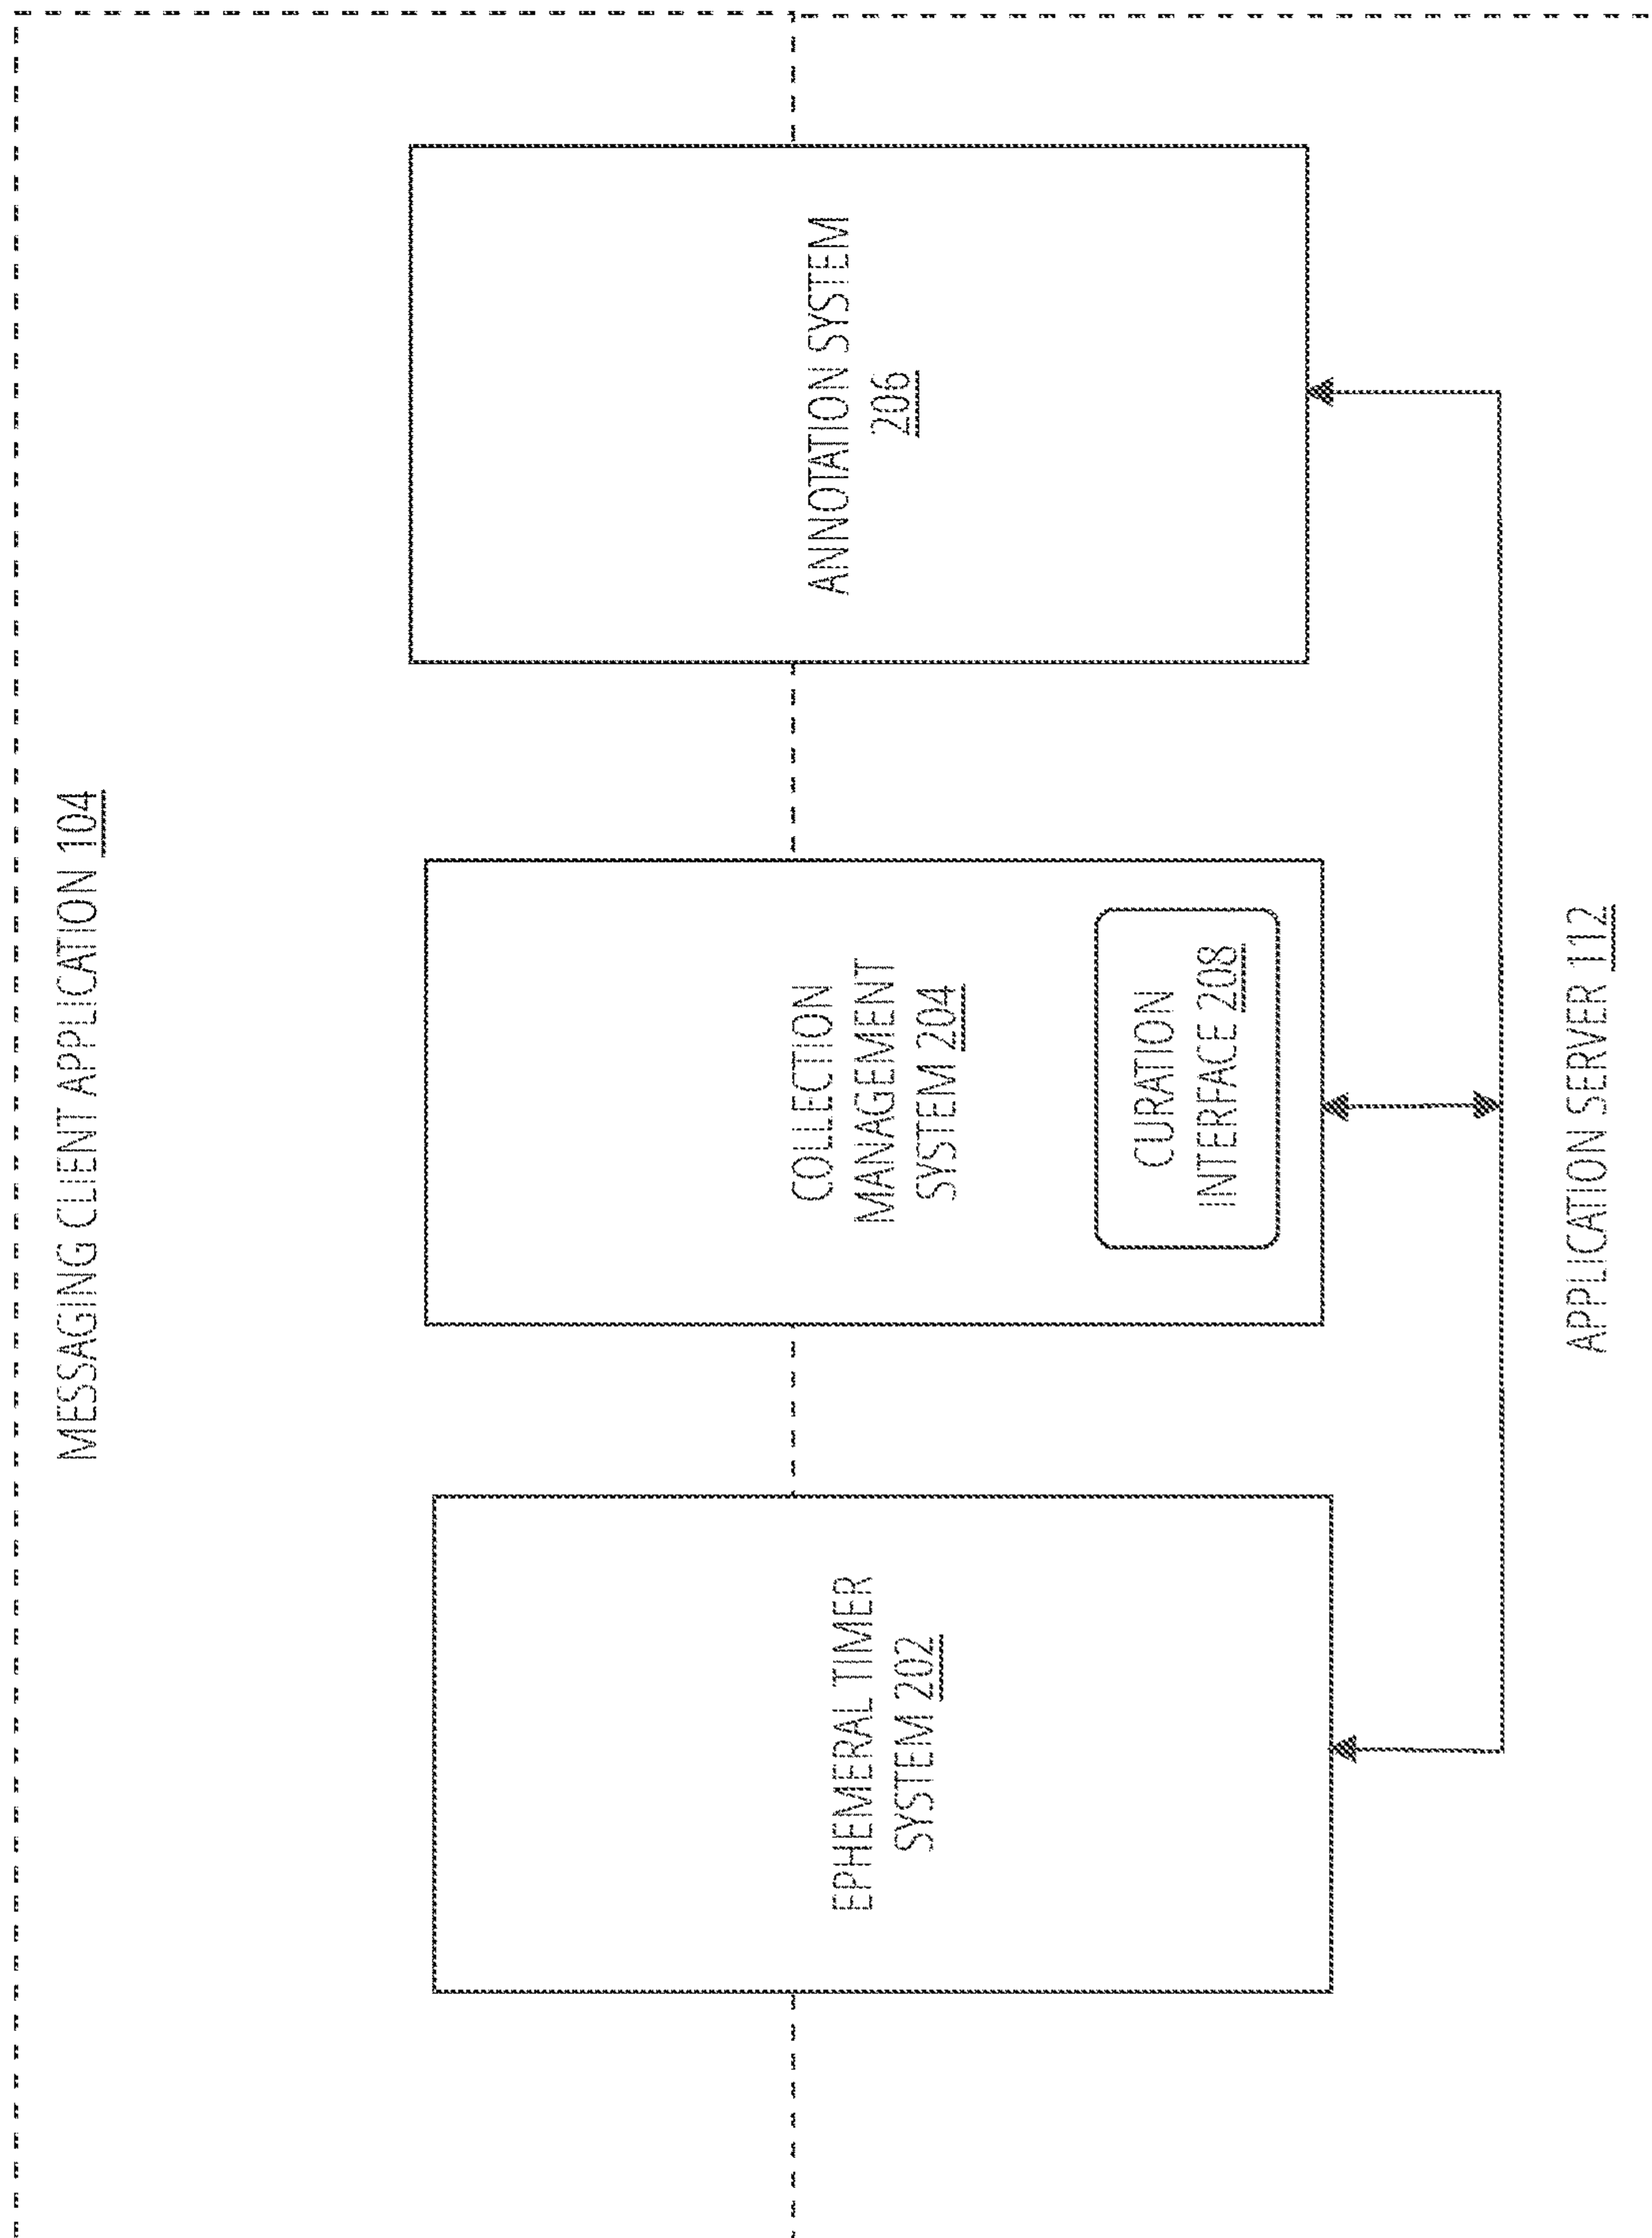 MESSAGING CLIENT APPLICATION 104
EPHEMERAL TIMER
SYSTEM 202
COLLECTION
MANAGEMENT
SYSTEM 204
CURATION
INTERFACE 208
ANNOTATION SYSTEM
206
APPLICATION SERVER 112